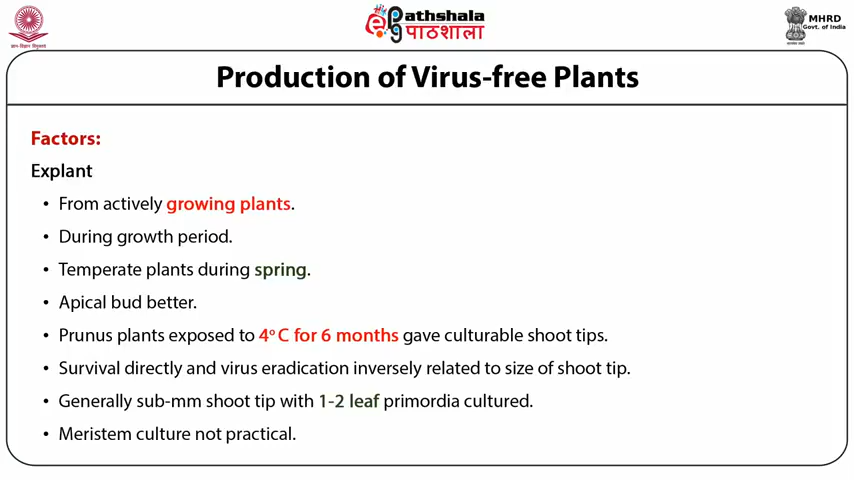 ePathshala
पाठशाला
MHRD
Govt. of India
Production of Virus-free Plants
Factors:
Explant
• From actively growing plants.
• During growth period.
• Temperate plants during spring.
• Apical bud better.
• Prunus plants exposed to 4º C for 6 months gave culturable shoot tips.
• Survival directly and virus eradication inversely related to size of shoot tip.
• Generally sub-mm shoot tip with 1-2 leaf primordia cultured.
• Meristem culture not practical.